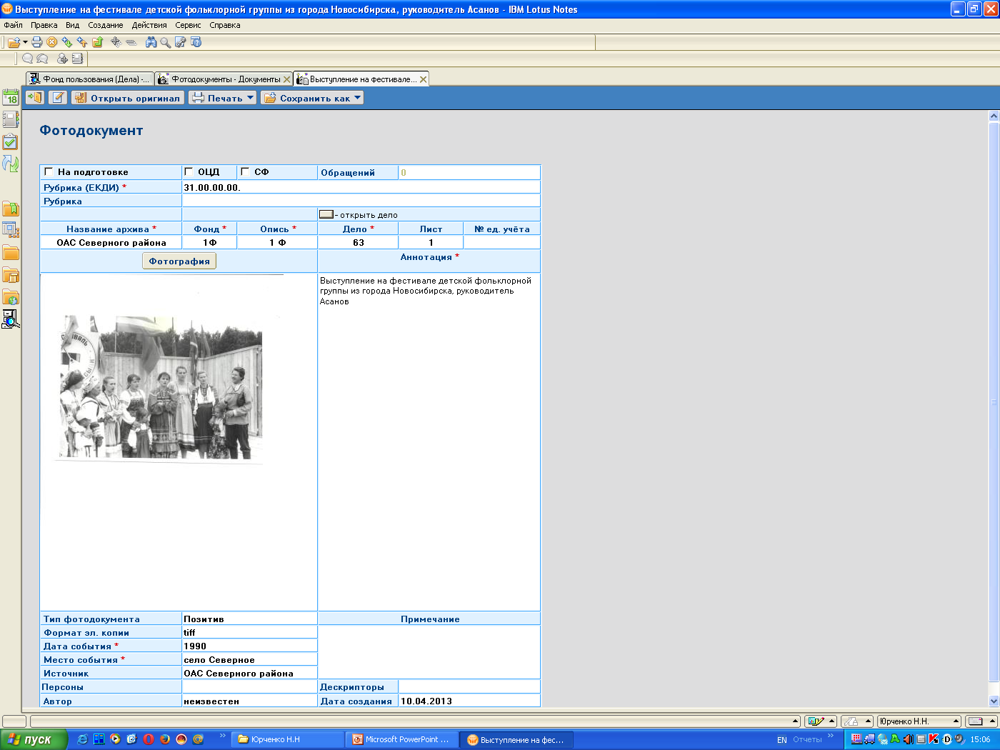 Выступление на фестивале детской фольклорной группы из города Новосибирска, руководитель Асанов - IBM Lotus Notes
Файл Правка Вид Создание Действия Сервис Справка
Фонд пользования (Дела) -... Фотодокументы - Документы Выступление на фестивале...
18 Открыть оригинал Печать Сохранить как
Фотодокумент
На подготовке ОЦД СФ Обращений 0
Рубрика (ЕКДИ) * 31.00.00.00.
Рубрика
- открыть дело
Название архива * Фонд * Опись * Дело * Лист № ед. учёта
ОАС Северного района 1Ф 1 Ф 63 1
Фотография Аннотация *
Выступление на фестивале детской фольклорной
группы из города Новосибирска, руководитель
Асанов
Тип фотодокумента Позитив Примечание
Формат эл. копии tiff
Дата события * 1990
Место события * село Северное
Источник ОАС Северного района
Персоны Дескрипторы
Автор неизвестен Дата создания 10.04.2013
Юрченко Н.Н.
пуск Юрченко Н.Н Microsoft PowerPoint ... Выступление на фес... EN Отчеты 15:06